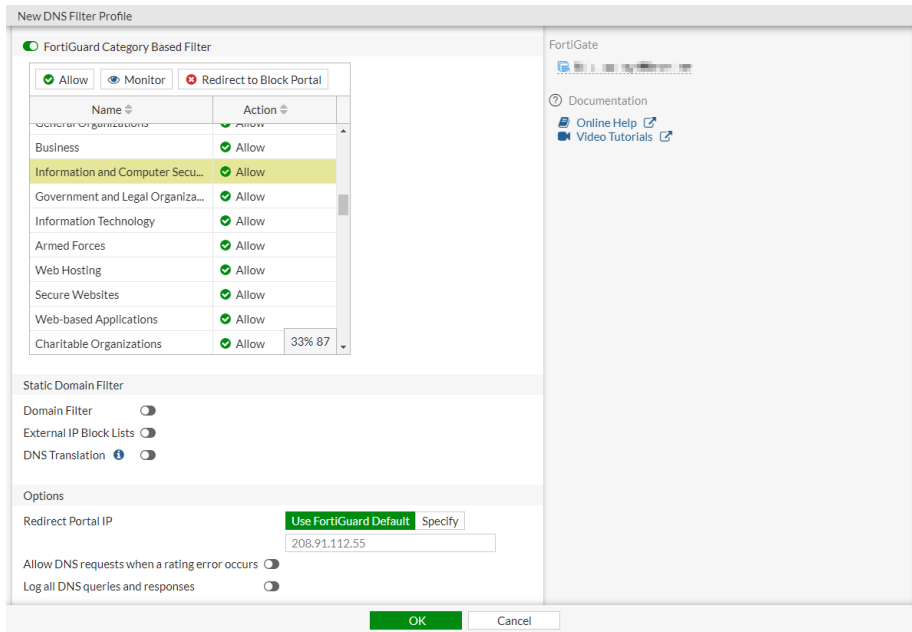 New DNS Filter Profile
FortiGuard Category Based Filter
Allow Monitor Redirect to Block Portal
Name Action
General Organizations Allow
Business Allow
Information and Computer Secu... Allow
Government and Legal Organiza... Allow
Information Technology Allow
Armed Forces Allow
Web Hosting Allow
Secure Websites Allow
Web-based Applications Allow
Charitable Organizations Allow 33% 87
Static Domain Filter
Domain Filter
External IP Block Lists
DNS Translation
Options
Redirect Portal IP Use FortiGuard Default Specify
208.91.112.55
Allow DNS requests when a rating error occurs
Log all DNS queries and responses
FortiGate
Documentation
Online Help
Video Tutorials
OK Cancel